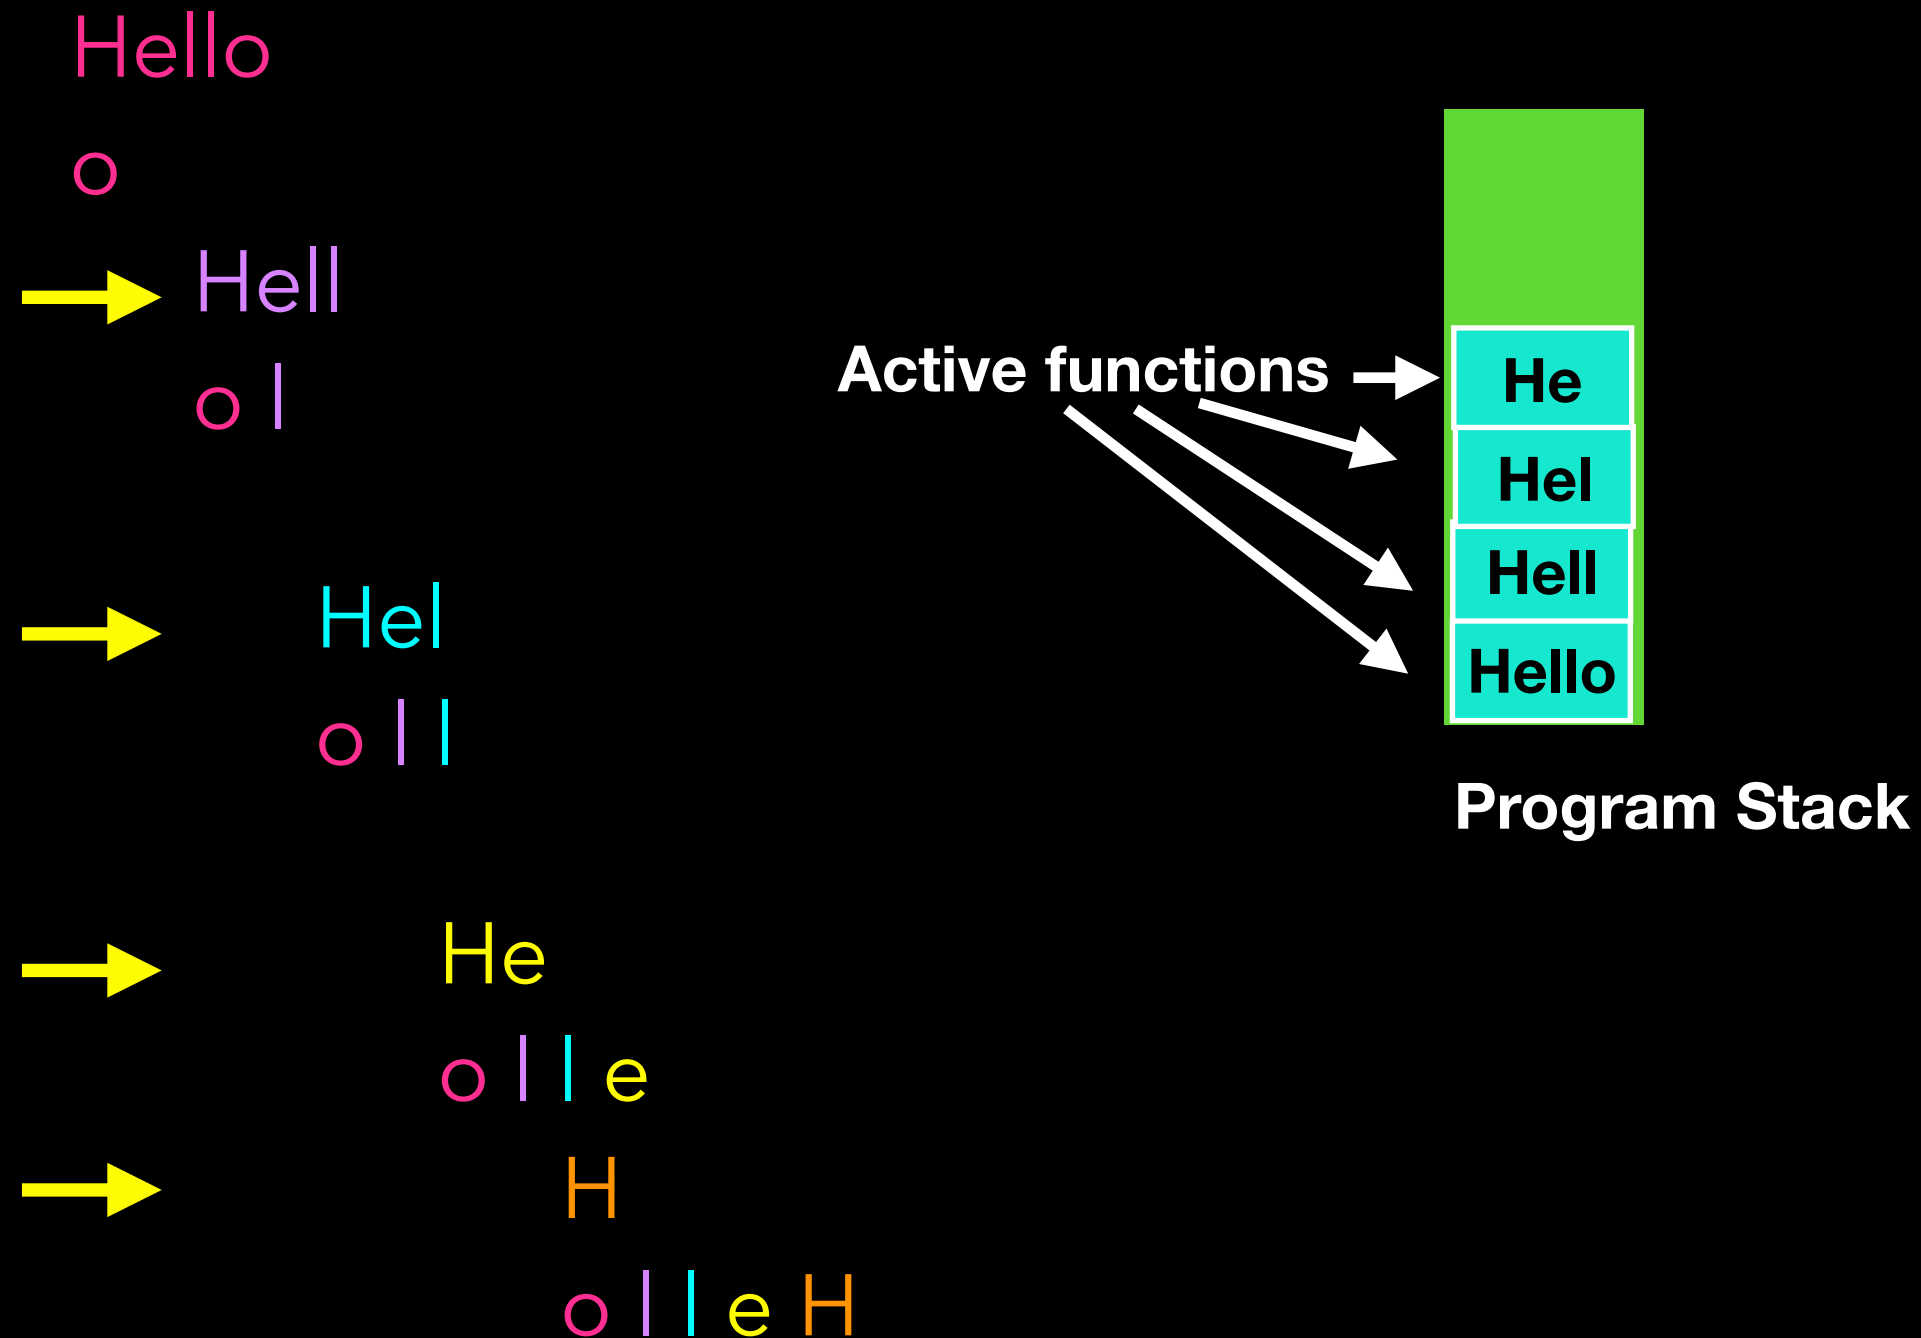 Hello
o
Hell
o l
Hel
o l l
He
o l l e
H
o l l e H
Active functions
He
Hel
Hell
Hello
Program Stack